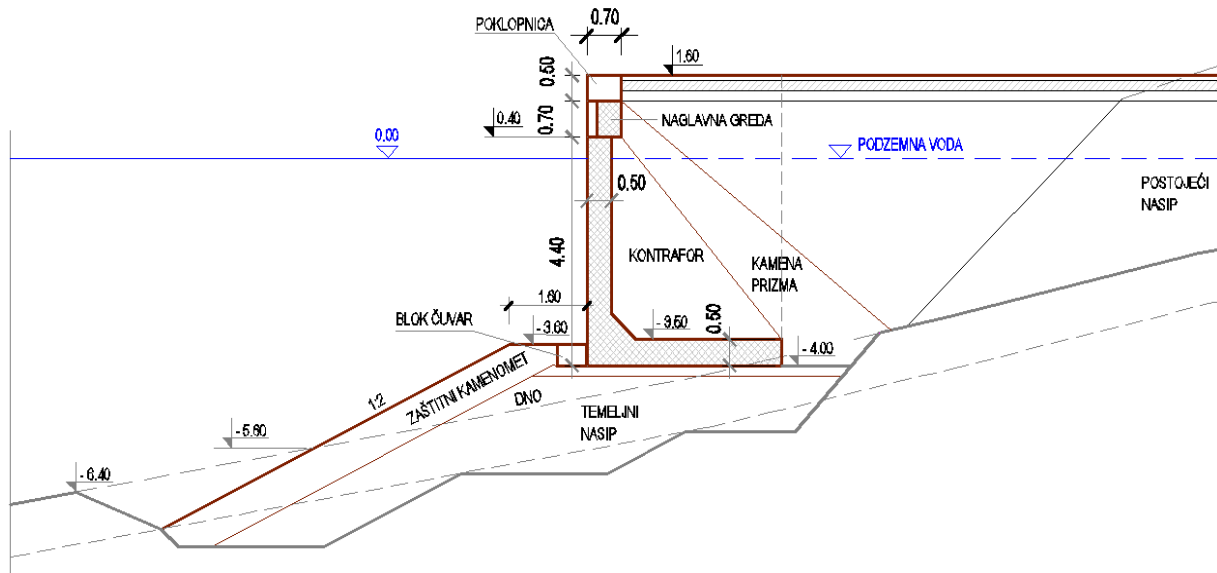 0.70
POKLOPNICA
1.60
0.50
NAGLAVNA GREDA
0.40
0.70
0.00
PODZEMNA VODA
0.50
POSTOJEĆI
NASIP
4.40
KONTRAFOR
KAMENA
PRIZMA
1.60
BLOK ČUVAR
- 3.60
- 3.50
0.50
- 4.00
1:2
ZAŠTITNI KAMENOMET
DNO
TEMELJNI
NASIP
- 5.60
- 6.40